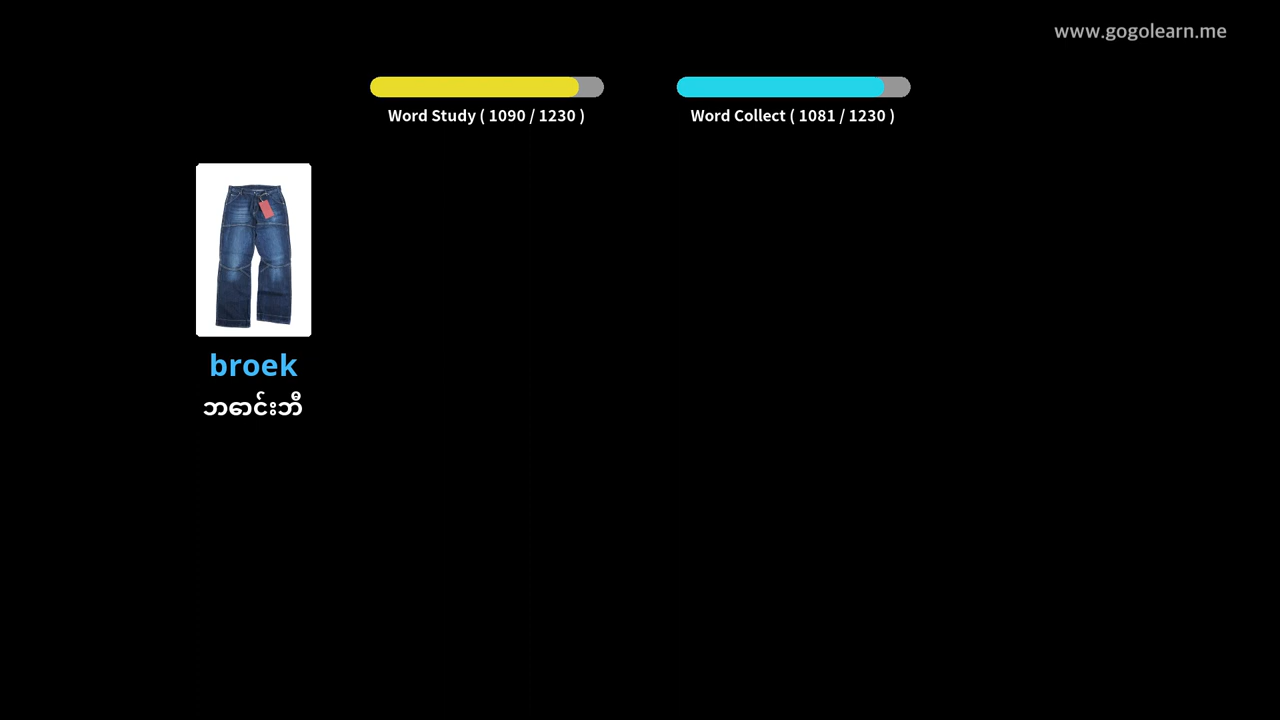 www.gogolearn.me
Word Study ( 1090 / 1230 )
Word Collect ( 1081 / 1230 )
broek
ဘောင်းဘီ